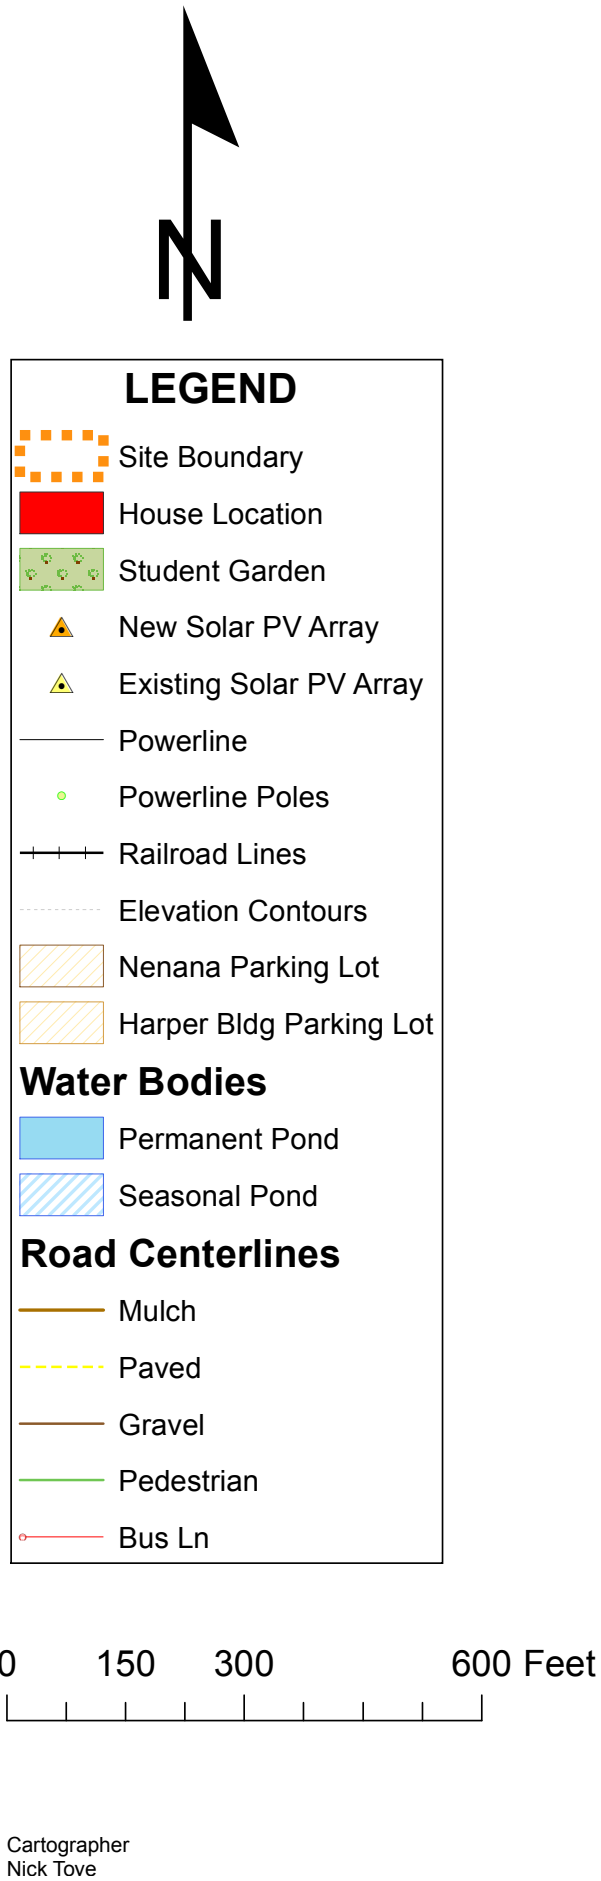 N
LEGEND
Site Boundary
House Location
Student Garden
New Solar PV Array
Existing Solar PV Array
Powerline
Powerline Poles
Railroad Lines
Elevation Contours
Nenana Parking Lot
Harper Bldg Parking Lot
Water Bodies
Permanent Pond
Seasonal Pond
Road Centerlines
Mulch
Paved
Gravel
Pedestrian
Bus Ln
0 150 300 600 Feet
Cartographer
Nick Tove